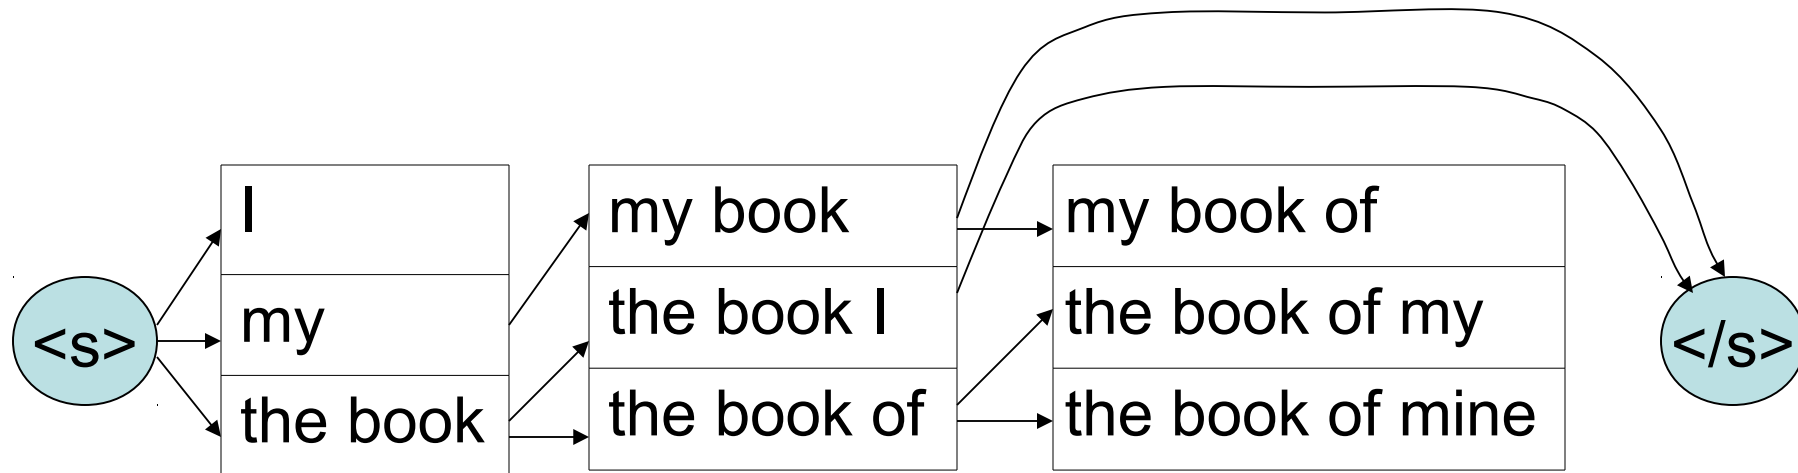 <s>
I
my
the book
my book
the book I
the book of
my book of
the book of my
the book of mine
</s>